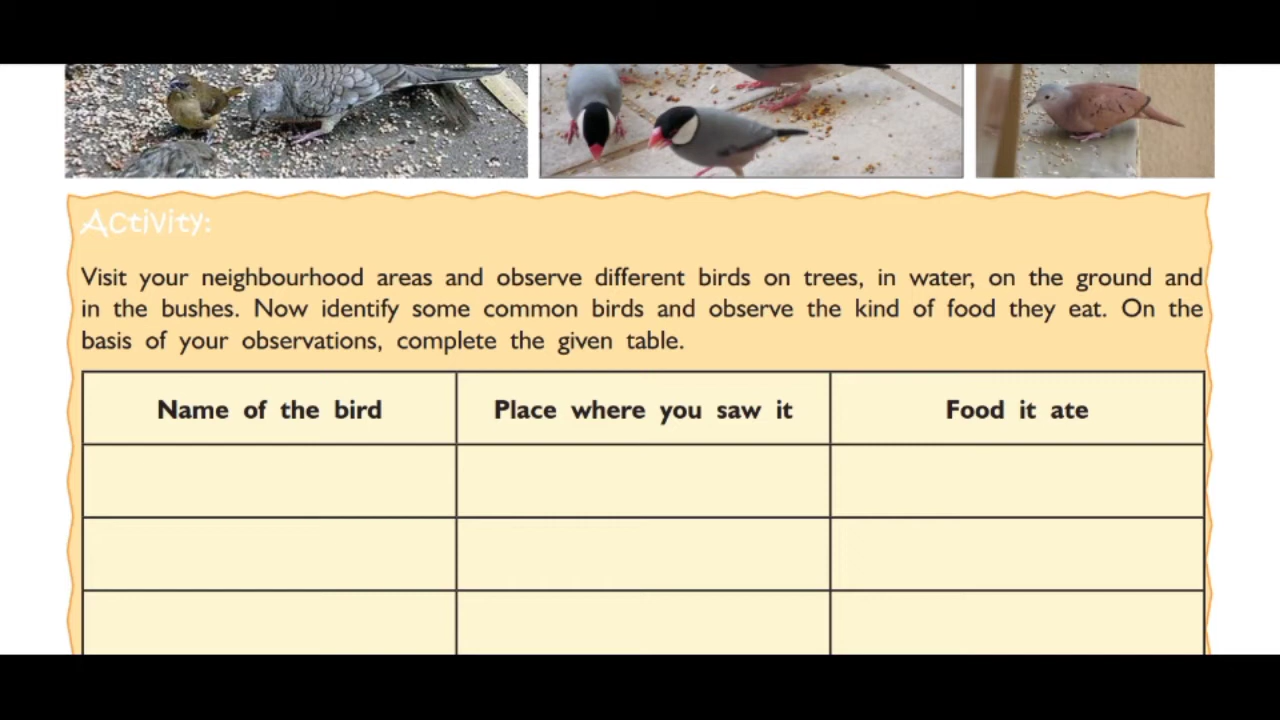 Activity:
Visit your neighbourhood areas and observe different birds on trees, in water, on the ground and
in the bushes. Now identify some common birds and observe the kind of food they eat. On the
basis of your observations, complete the given table.
Name of the bird
Place where you saw it
Food it ate